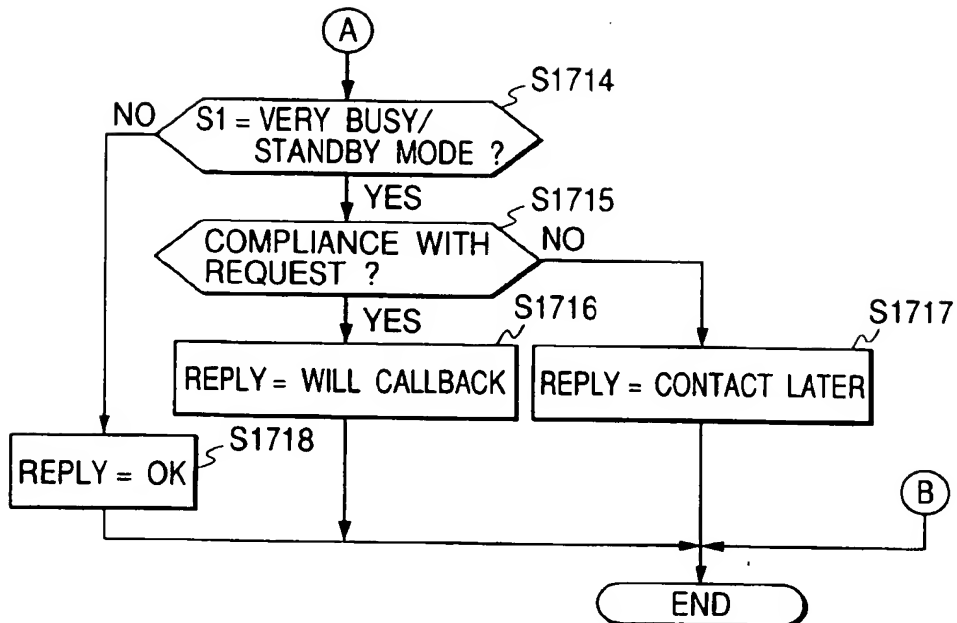 A
S1714
NO
S1 = VERY BUSY/
STANDBY MODE ?
YES
S1715
COMPLIANCE WITH
REQUEST ?
NO
YES
S1716
S1717
REPLY = WILL CALLBACK
REPLY = CONTACT LATER
S1718
REPLY = OK
B
END